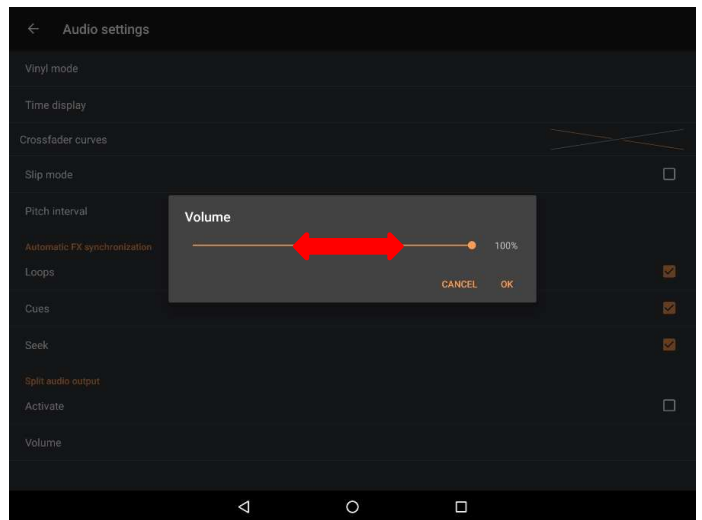 Audio settings
Vinyl mode
Time display
Crossfader curves
Slip mode
Pitch interval
Volume
100%
CANCEL OK
Automatic FX synchronization
Loops
Cues
Seek
Split audio output
Activate
Volume